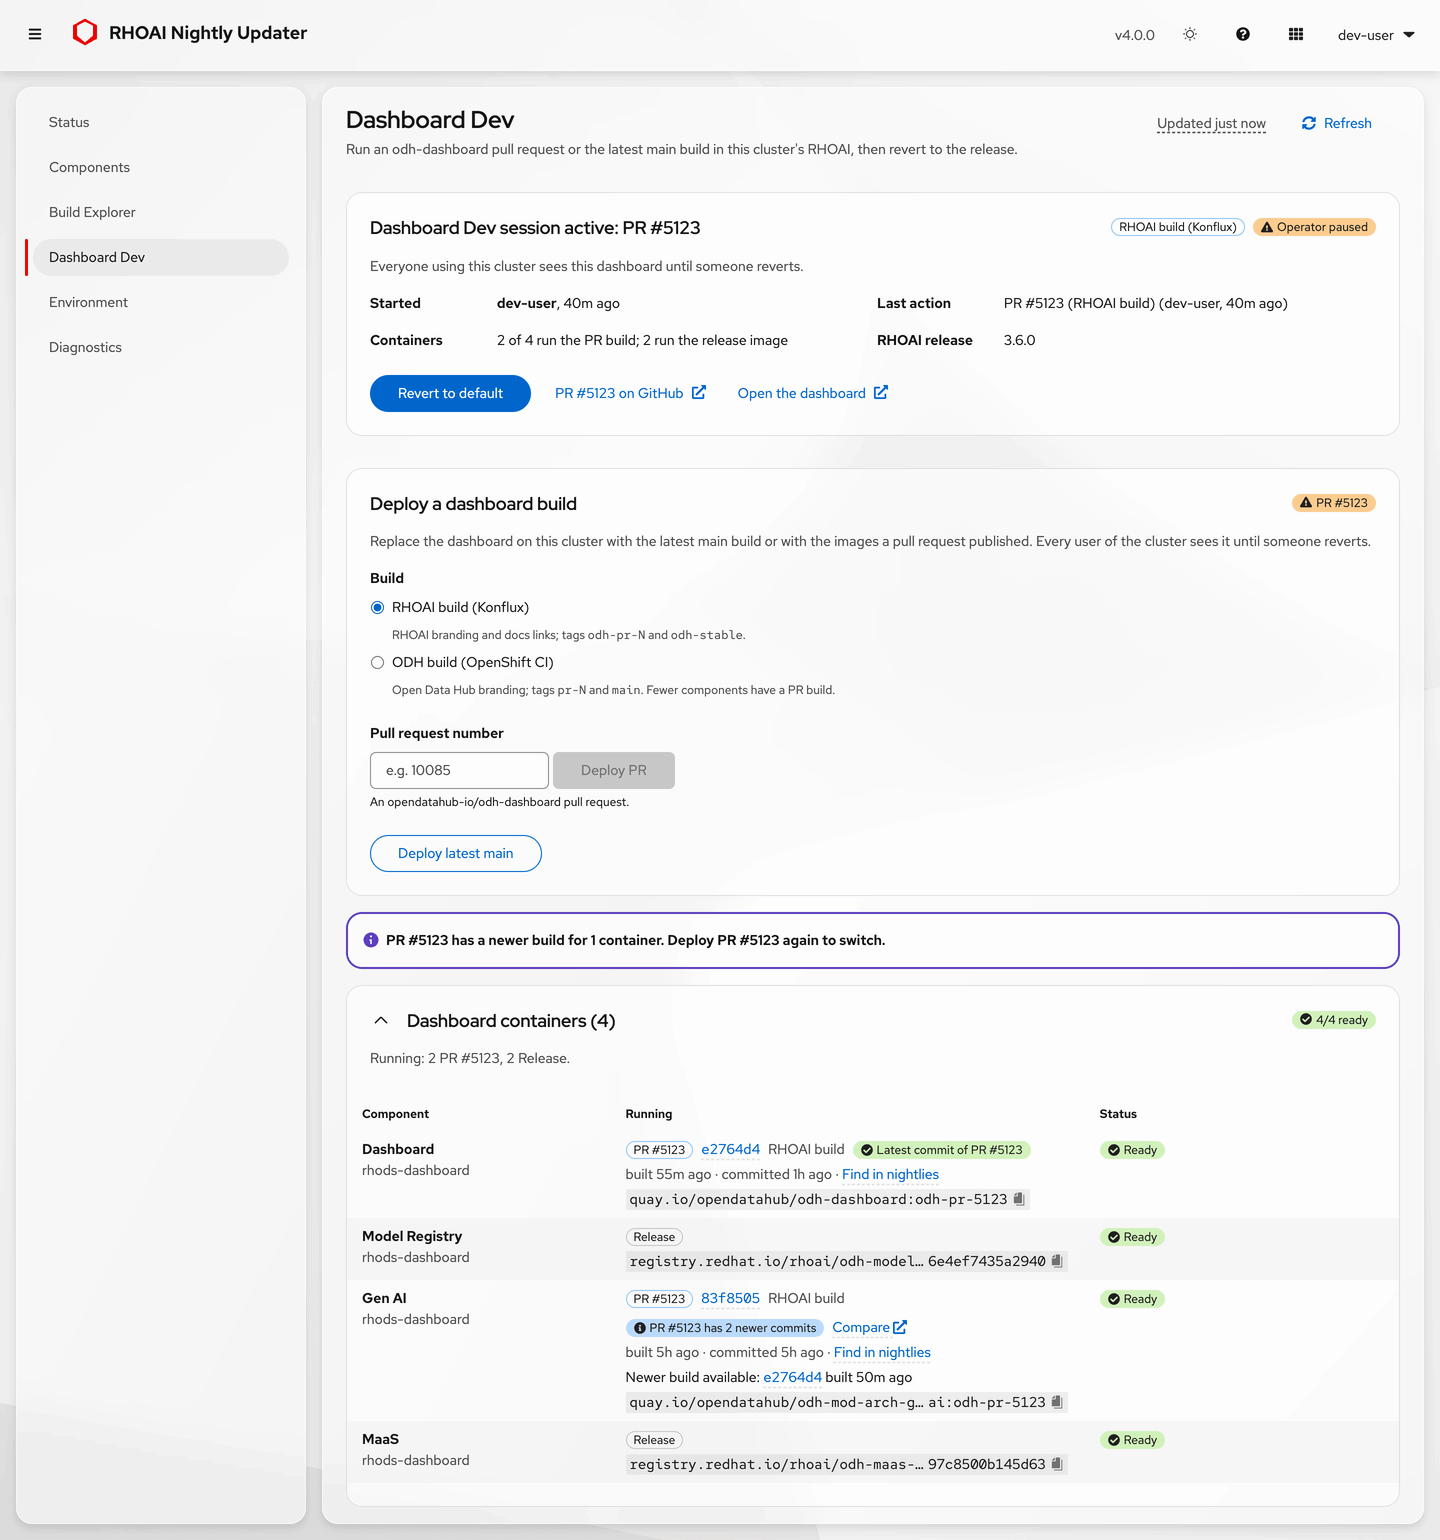 RHOAI Nightly Updater
v4.0.0
dev-user
Status
Components
Build Explorer
Dashboard Dev
Environment
Diagnostics
Dashboard Dev
Updated just now
Refresh
Run an odh-dashboard pull request or the latest main build in this cluster's RHOAI, then revert to the release.
Dashboard Dev session active: PR #5123
RHOAI build (Konflux)
Operator paused
Everyone using this cluster sees this dashboard until someone reverts.
Started dev-user, 40m ago
Last action PR #5123 (RHOAI build) (dev-user, 40m ago)
Containers 2 of 4 run the PR build; 2 run the release image
RHOAI release 3.6.0
Revert to default
PR #5123 on GitHub
Open the dashboard
Deploy a dashboard build
PR #5123
Replace the dashboard on this cluster with the latest main build or with the images a pull request published. Every user of the cluster sees it until someone reverts.
Build
RHOAI build (Konflux)
RHOAI branding and docs links; tags odh-pr-N and odh-stable.
ODH build (OpenShift CI)
Open Data Hub branding; tags pr-N and main. Fewer components have a PR build.
Pull request number
e.g. 10085
Deploy PR
An opendatahub-io/odh-dashboard pull request.
Deploy latest main
PR #5123 has a newer build for 1 container. Deploy PR #5123 again to switch.
Dashboard containers (4)
4/4 ready
Running: 2 PR #5123, 2 Release.
Component Running Status
Dashboard
rhods-dashboard
PR #5123 e2764d4 RHOAI build Latest commit of PR #5123
built 55m ago · committed 1h ago · Find in nightlies
quay.io/opendatahub/odh-dashboard:odh-pr-5123
Ready
Model Registry
rhods-dashboard
Release
registry.redhat.io/rhoai/odh-model… 6e4ef7435a2940
Ready
Gen AI
rhods-dashboard
PR #5123 83f8505 RHOAI build
PR #5123 has 2 newer commits Compare
built 5h ago · committed 5h ago · Find in nightlies
Newer build available: e2764d4 built 50m ago
quay.io/opendatahub/odh-mod-arch-g… ai:odh-pr-5123
Ready
MaaS
rhods-dashboard
Release
registry.redhat.io/rhoai/odh-maas-… 97c8500b145d63
Ready